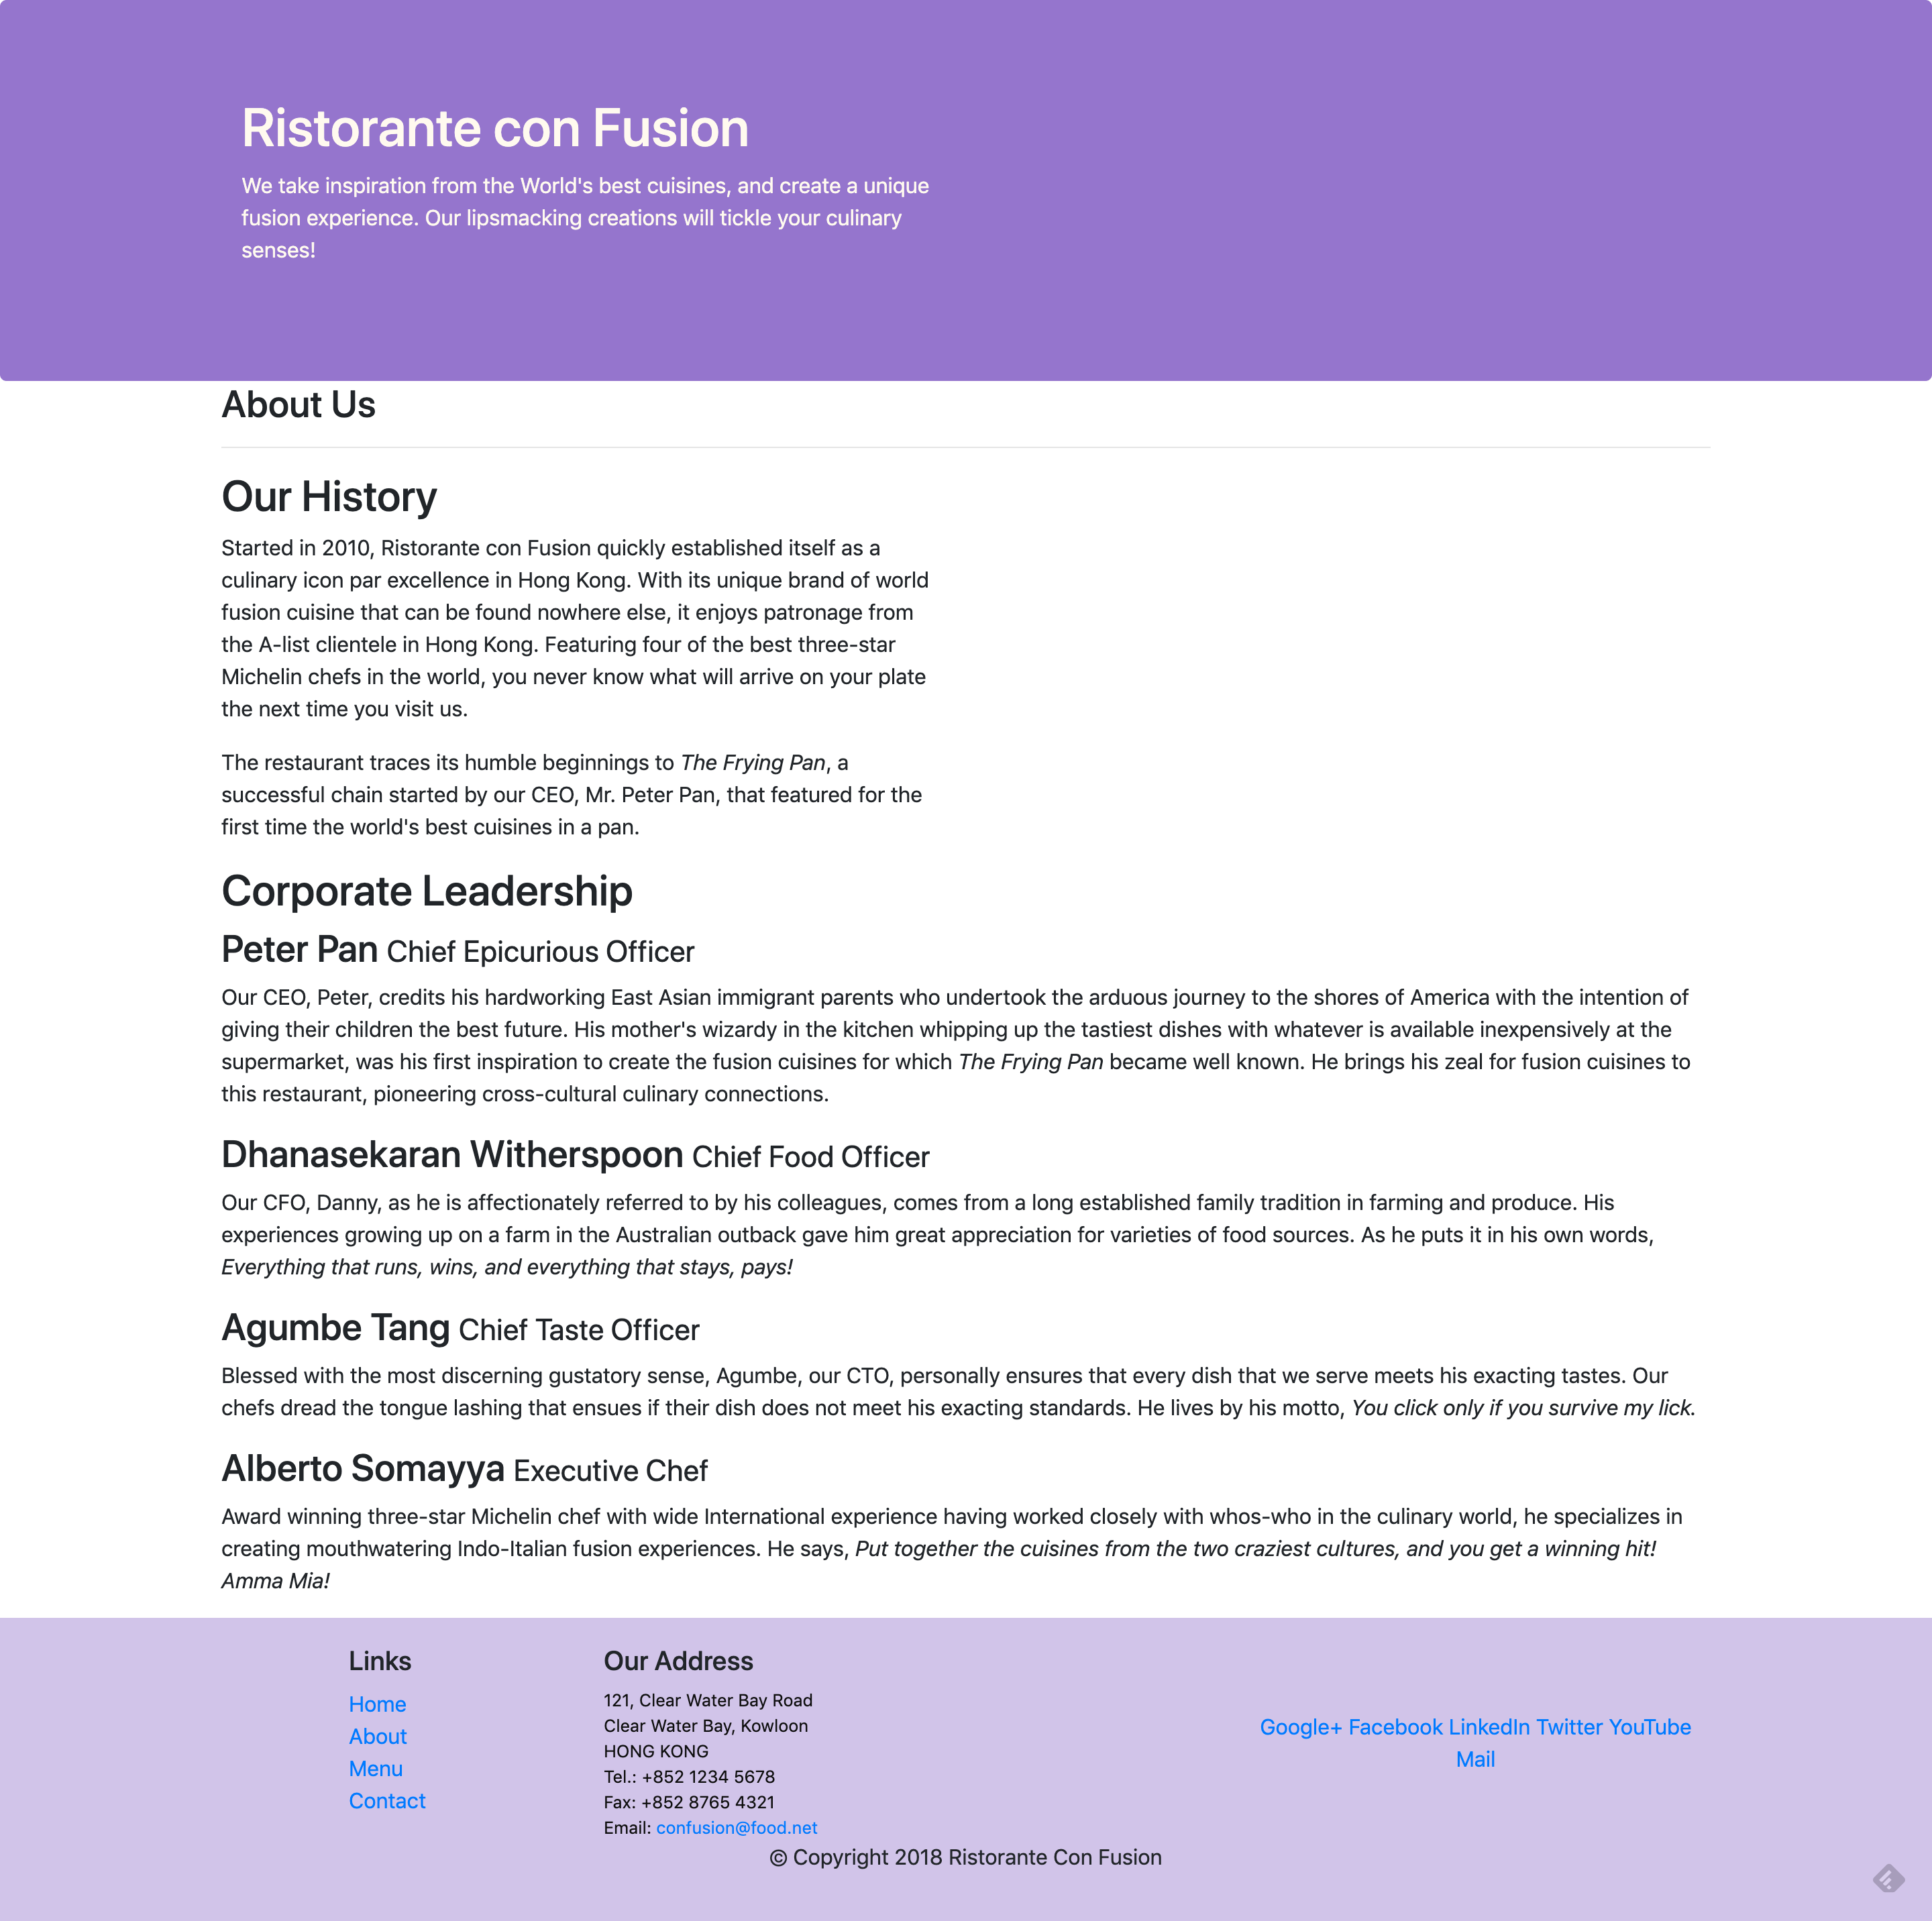 Ristorante con Fusion
We take inspiration from the World's best cuisines, and create a unique
fusion experience. Our lipsmacking creations will tickle your culinary
senses!
About Us
Our History
Started in 2010, Ristorante con Fusion quickly established itself as a
culinary icon par excellence in Hong Kong. With its unique brand of world
fusion cuisine that can be found nowhere else, it enjoys patronage from
the A-list clientele in Hong Kong. Featuring four of the best three-star
Michelin chefs in the world, you never know what will arrive on your plate
the next time you visit us.
The restaurant traces its humble beginnings to The Frying Pan, a
successful chain started by our CEO, Mr. Peter Pan, that featured for the
first time the world's best cuisines in a pan.
Corporate Leadership
Peter Pan Chief Epicurious Officer
Our CEO, Peter, credits his hardworking East Asian immigrant parents who undertook the arduous journey to the shores of America with the intention of
giving their children the best future. His mother's wizardy in the kitchen whipping up the tastiest dishes with whatever is available inexpensively at the
supermarket, was his first inspiration to create the fusion cuisines for which The Frying Pan became well known. He brings his zeal for fusion cuisines to
this restaurant, pioneering cross-cultural culinary connections.
Dhanasekaran Witherspoon Chief Food Officer
Our CFO, Danny, as he is affectionately referred to by his colleagues, comes from a long established family tradition in farming and produce. His
experiences growing up on a farm in the Australian outback gave him great appreciation for varieties of food sources. As he puts it in his own words,
Everything that runs, wins, and everything that stays, pays!
Agumbe Tang Chief Taste Officer
Blessed with the most discerning gustatory sense, Agumbe, our CTO, personally ensures that every dish that we serve meets his exacting tastes. Our
chefs dread the tongue lashing that ensues if their dish does not meet his exacting standards. He lives by his motto, You click only if you survive my lick.
Alberto Somayya Executive Chef
Award winning three-star Michelin chef with wide International experience having worked closely with whos-who in the culinary world, he specializes in
creating mouthwatering Indo-Italian fusion experiences. He says, Put together the cuisines from the two craziest cultures, and you get a winning hit!
Amma Mia!
Links
Home
About
Menu
Contact
Our Address
121, Clear Water Bay Road
Clear Water Bay, Kowloon
HONG KONG
Tel.: +852 1234 5678
Fax: +852 8765 4321
Email: confusion@food.net
Google+ Facebook LinkedIn Twitter YouTube
Mail
© Copyright 2018 Ristorante Con Fusion